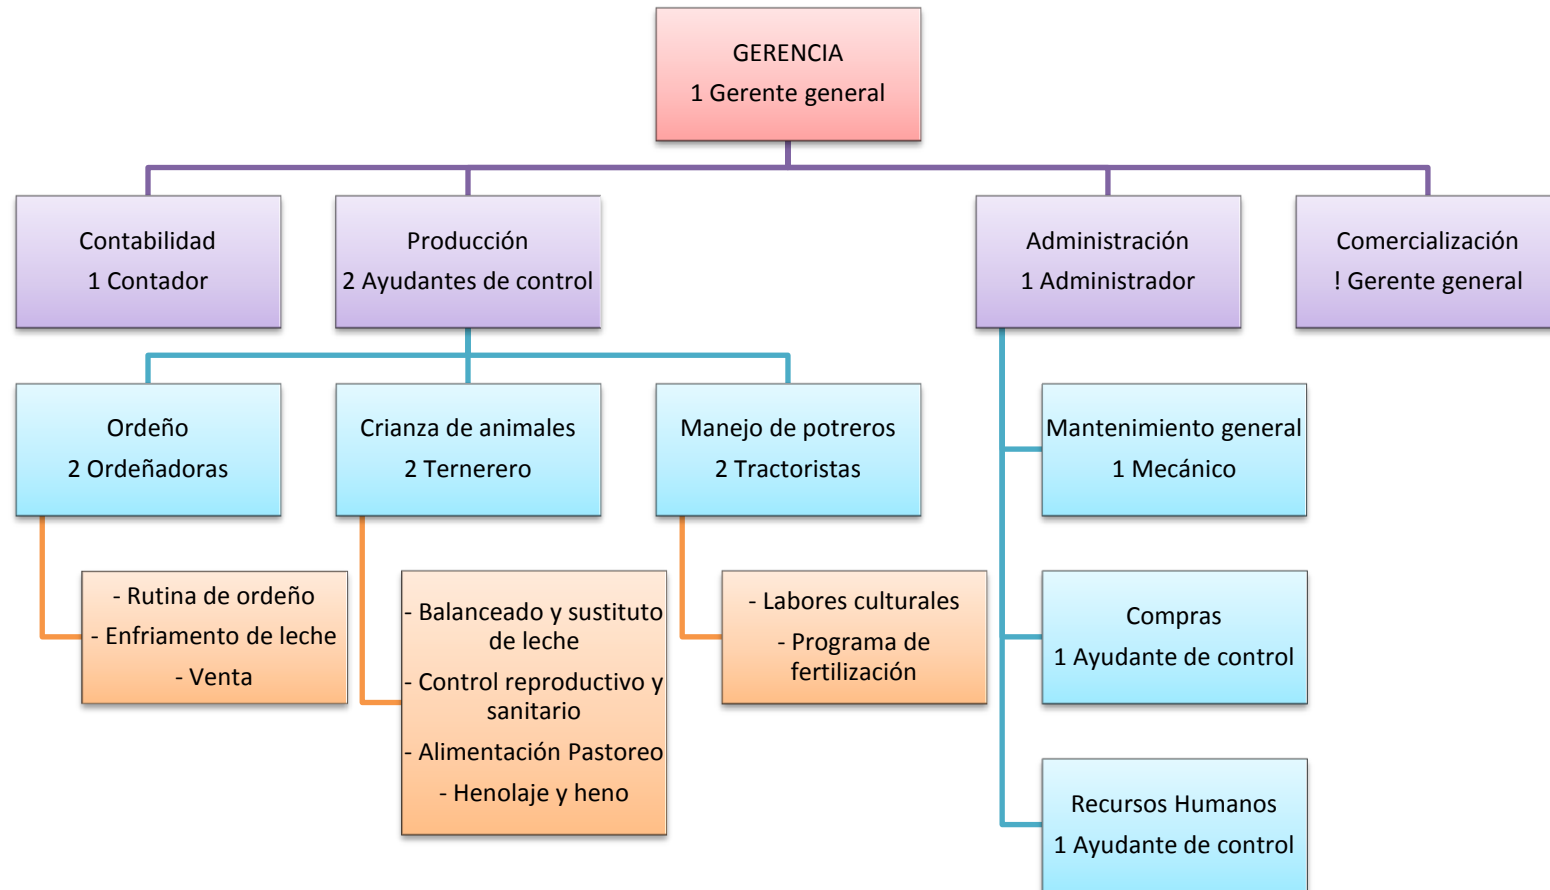 GERENCIA
1 Gerente general
Contabilidad
1 Contador
Producción
2 Ayudantes de control
Administración
1 Administrador
Comercialización
! Gerente general
Ordeño
2 Ordeñadoras
Crianza de animales
2 Ternerero
Manejo de potreros
2 Tractoristas
Mantenimiento general
1 Mecánico
- Rutina de ordeño
- Enfriamento de leche
- Venta
- Balanceado y sustituto
de leche
- Control reproductivo y
sanitario
- Alimentación Pastoreo
- Henolaje y heno
- Labores culturales
- Programa de
fertilización
Compras
1 Ayudante de control
Recursos Humanos
1 Ayudante de control